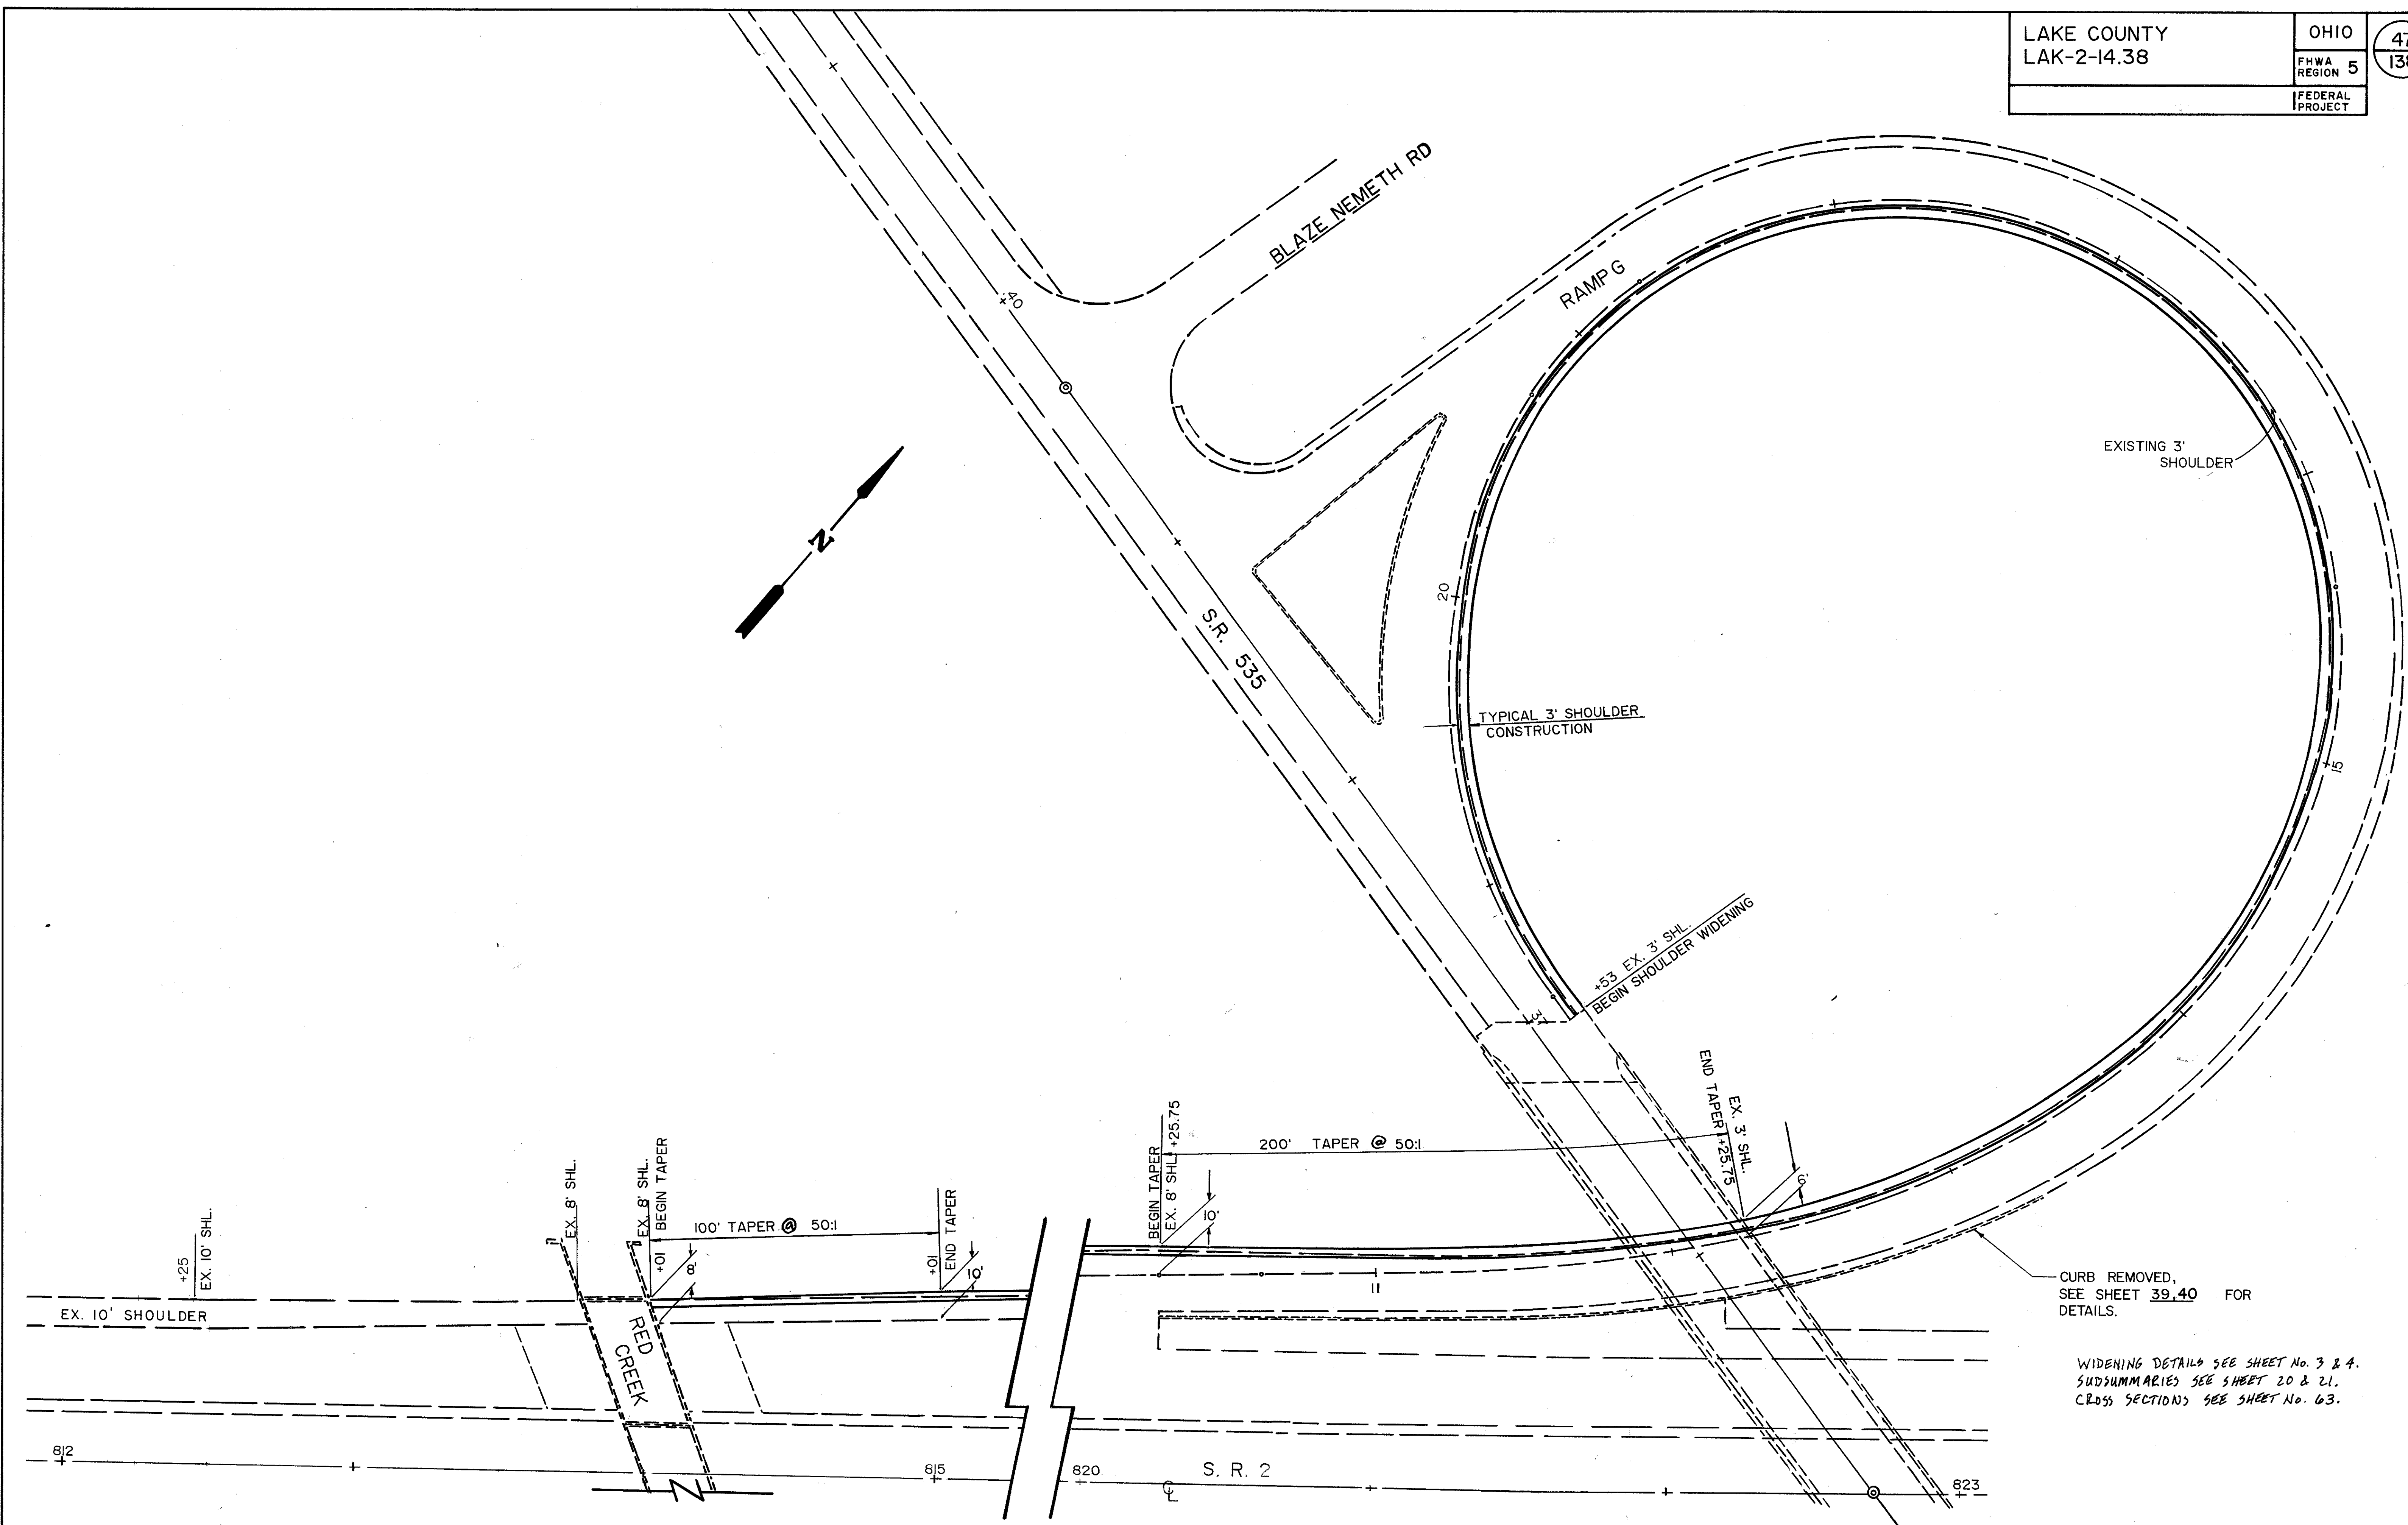 LAKE COUNTY
LAK-2-14.38
OHIO
FHWA
REGION 5
FEDERAL
PROJECT
47
138
BLAZE NEMETH RD
RAMP G
40
N
EXISTING 3'
SHOULDER
S.R. 535
20
TYPICAL 3' SHOULDER
CONSTRUCTION
15
+53 EX. 3' SHL.
BEGIN SHOULDER WIDENING
END TAPER +25.75
EX. 3' SHL.
6'
200' TAPER @ 50:1
BEGIN TAPER
EX. 8' SHL. +25.75
10'
11
+25
EX. 10' SHL.
EX. 10' SHOULDER
EX. 8' SHL.
EX. 8' SHL.
+01 BEGIN TAPER
8'
100' TAPER @ 50:1
+01
END TAPER
10'
RED
CREEK
CURB REMOVED,
SEE SHEET 39,40 FOR
DETAILS.
WIDENING DETAILS SEE SHEET No. 3 & 4.
SUDSUMMARIES SEE SHEET 20 & 21.
CROSS SECTIONS SEE SHEET No. 63.
812
815
820
S. R. 2
823